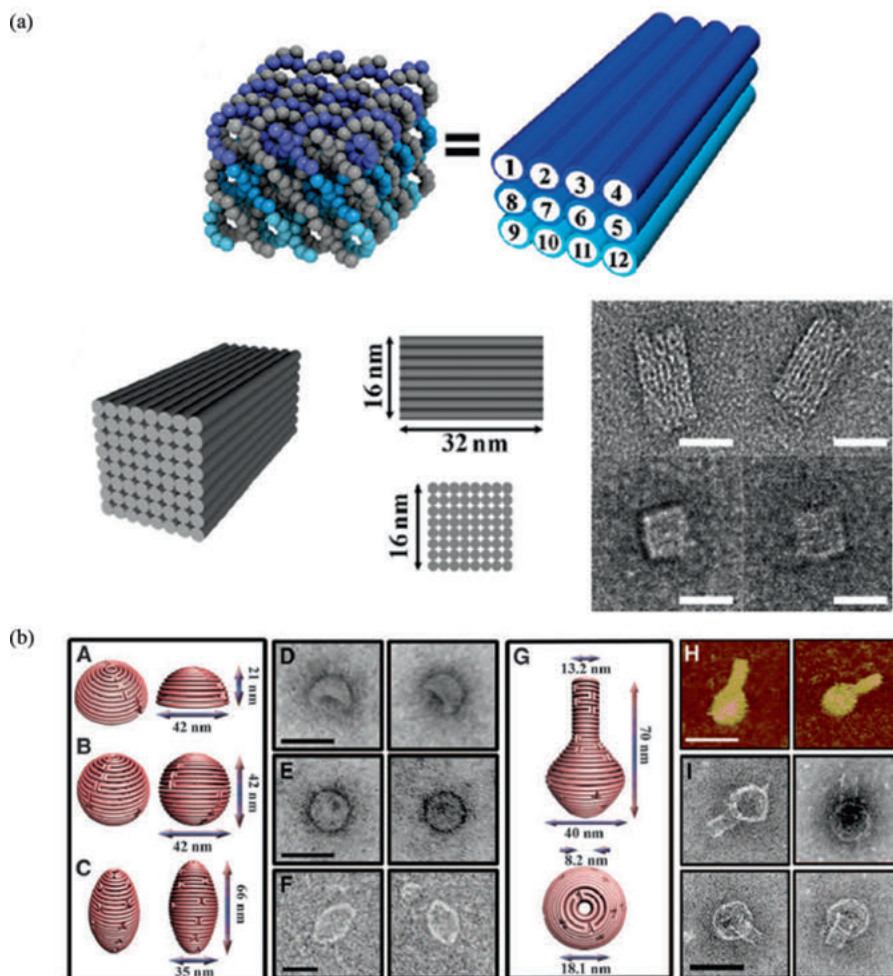 (a)
=
1 2 3 4
8 7 6 5
9 10 11 12
16 nm
32 nm
16 nm
(b)
A
21 nm
42 nm
B
42 nm
42 nm
C
66 nm
35 nm
D
E
F
G
13.2 nm
70 nm
40 nm
8.2 nm
18.1 nm
H
I